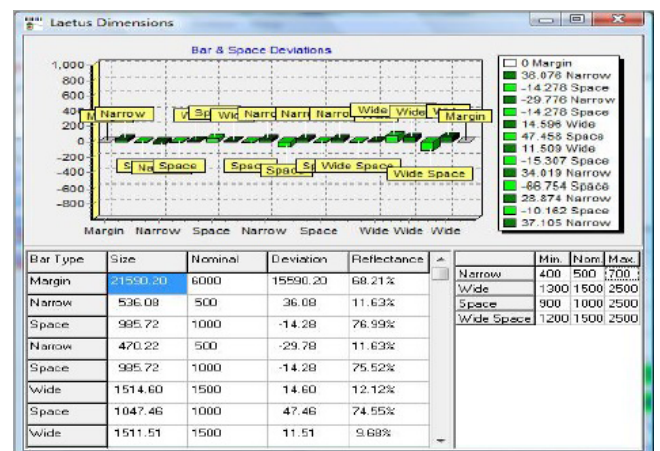 Laetus Dimensions
Bar & Space Deviations
1,000
800
600
400
200
0
-200
-400
-600
-800
Narrow Wide Wide Margin
Space Space Wide Space Wide Space
Margin Narrow Space Narrow Space Wide Wide Wide
0 Margin
36.076 Narrow
-14.278 Space
-29.776 Narrow
-14.278 Space
14.596 Wide
47.458 Space
11.509 Wide
-15.307 Space
34.019 Narrow
-66.754 Space
28.874 Narrow
-10.162 Space
37.105 Narrow
Bar Type Size Nominal Deviation Reflectance
Margin 21590.20 6000 15590.20 68.21%
Narrow 536.08 500 36.08 11.63%
Space 985.72 1000 -14.28 76.99%
Narrow 470.22 500 -29.78 11.63%
Space 985.72 1000 -14.28 75.52%
Wide 1514.60 1500 14.60 12.12%
Space 1047.46 1000 47.46 74.55%
Wide 1511.51 1500 11.51 9.68%
Min. Nom. Max.
Narrow 400 500 700
Wide 1300 1500 2500
Space 900 1000 2500
Wide Space 1200 1500 2500